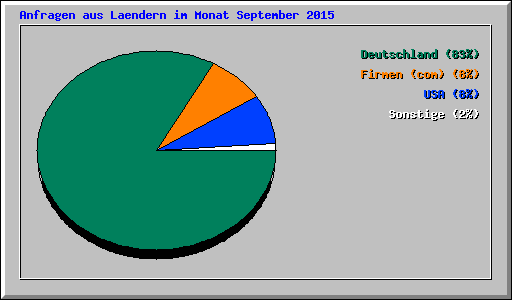 Anfragen aus Laendern im Monat September 2015
Deutschland (83%)
Firmen (com) (8%)
USA (8%)
Sonstige (2%)